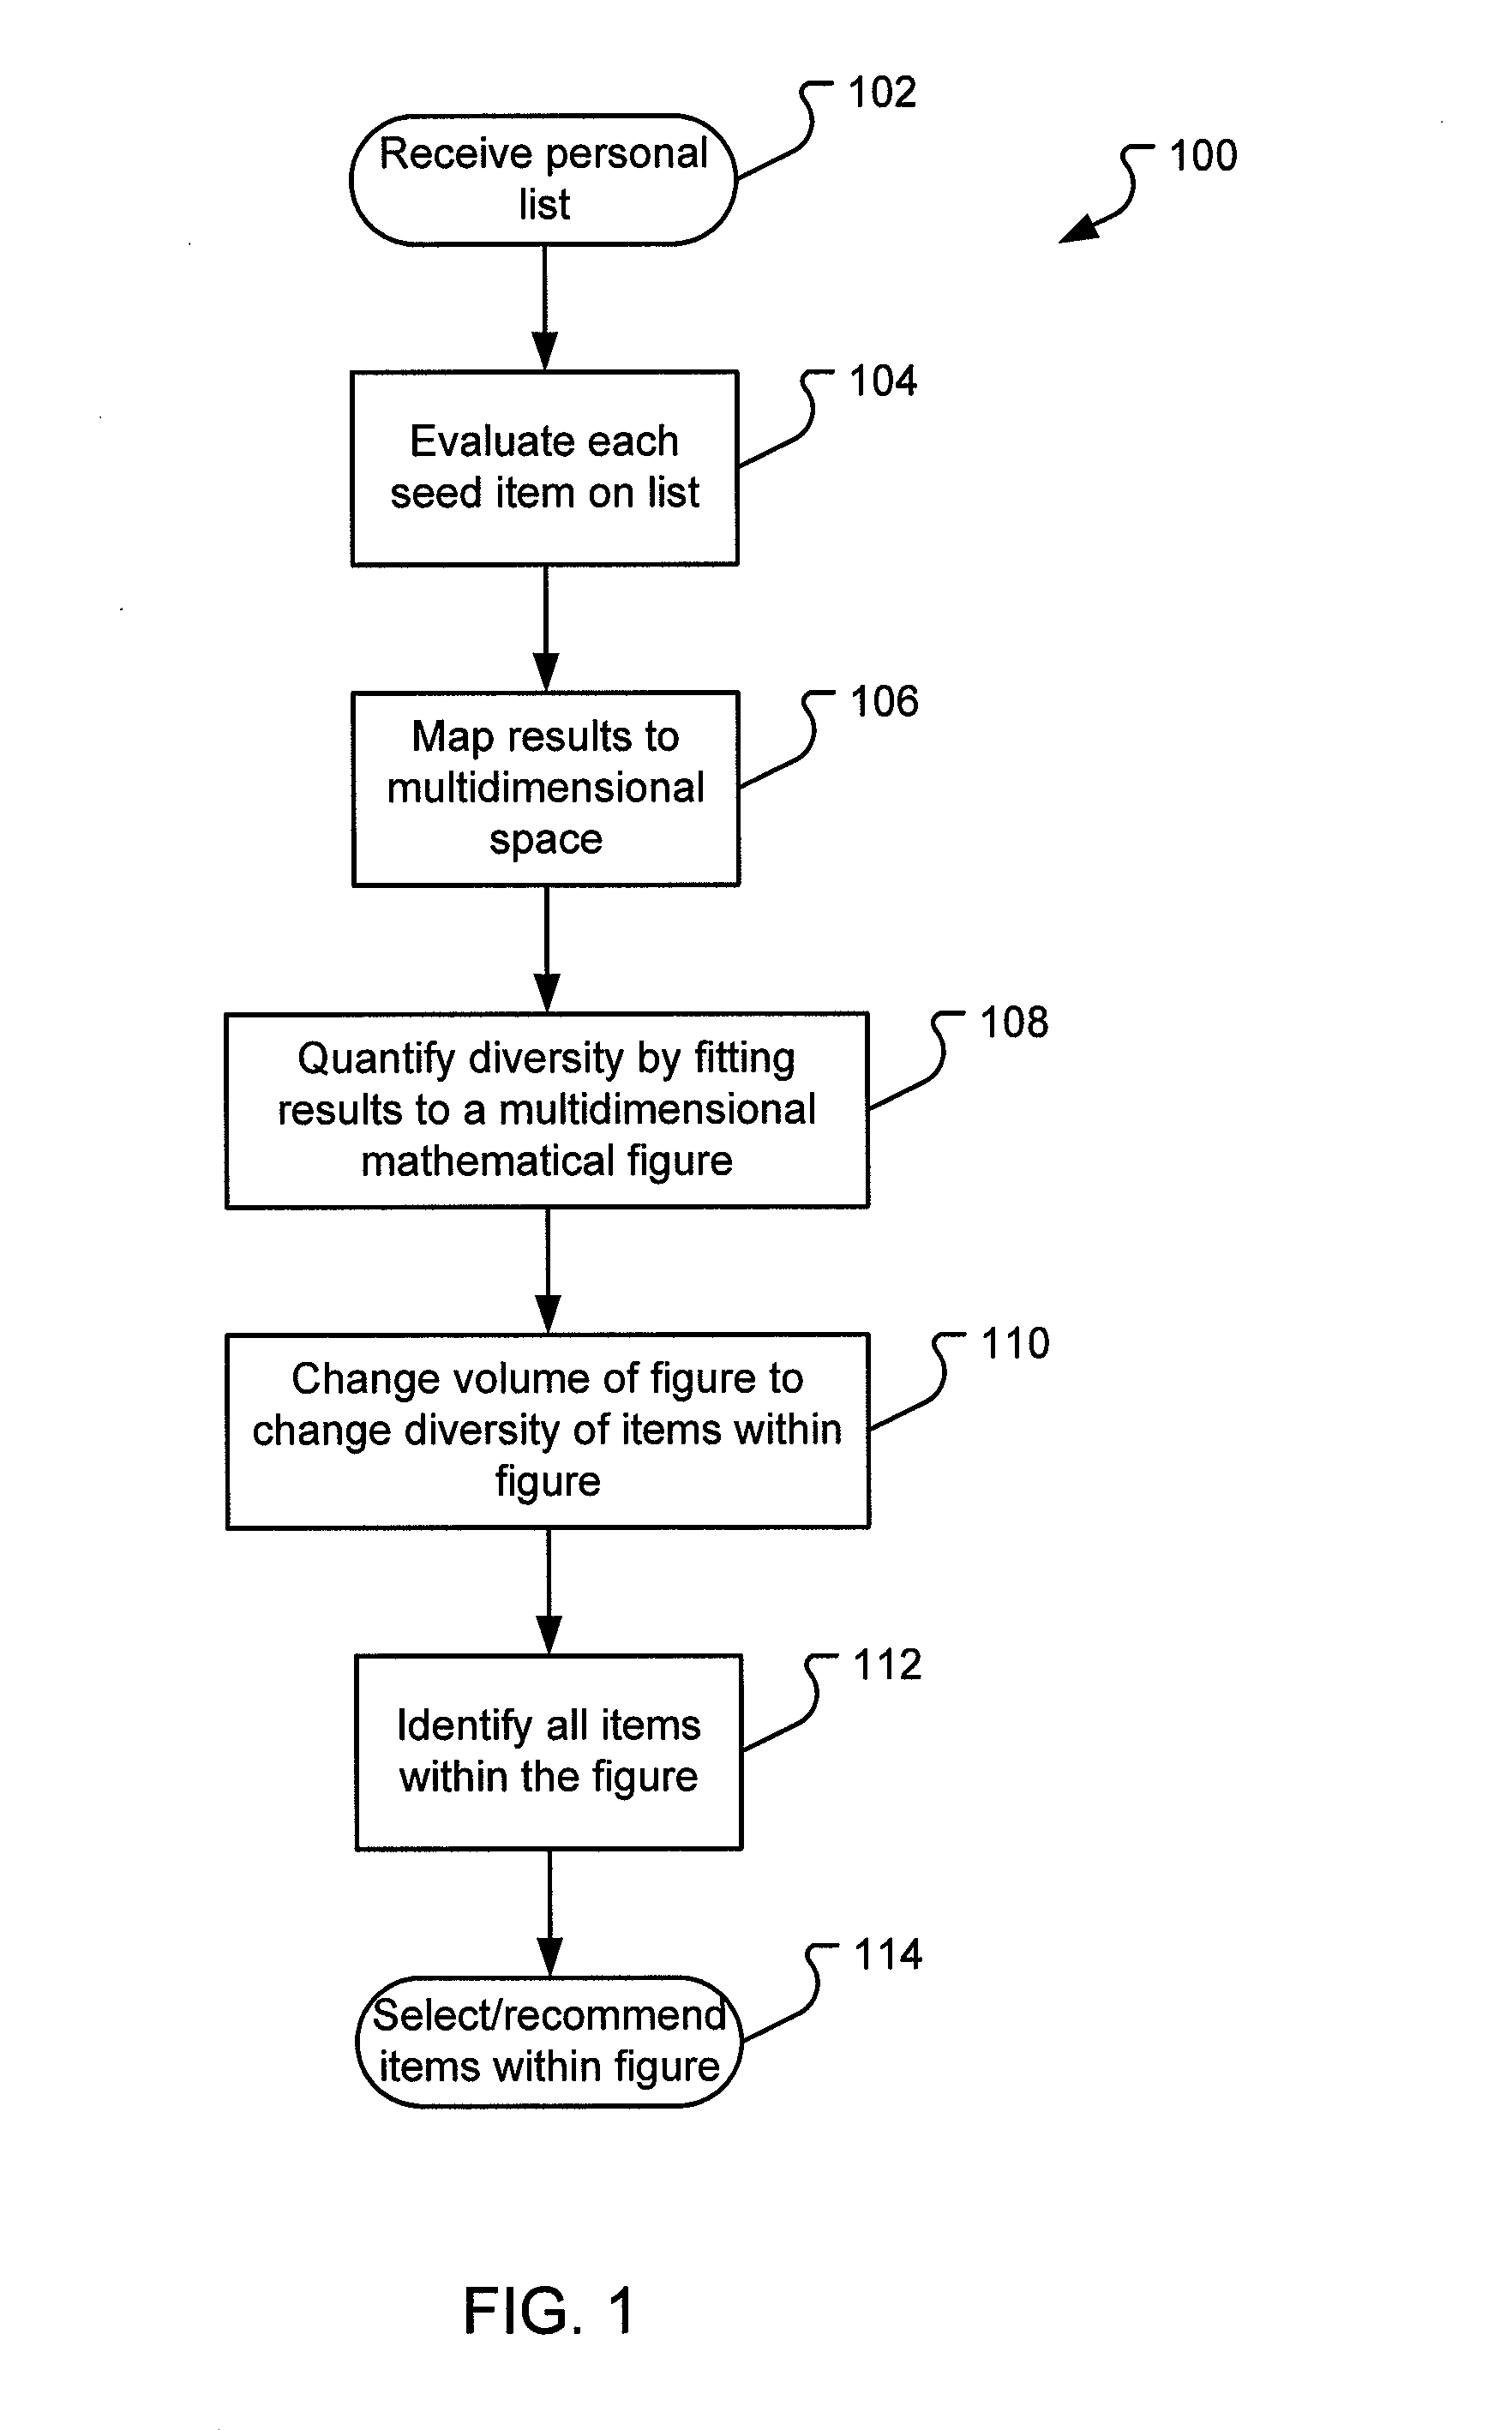 102
Receive personal
list
100
104
Evaluate each
seed item on list
106
Map results to
multidimensional
space
108
Quantify diversity by fitting
results to a multidimensional
mathematical figure
110
Change volume of figure to
change diversity of items within
figure
112
Identify all items
within the figure
114
Select/recommend
items within figure
FIG. 1